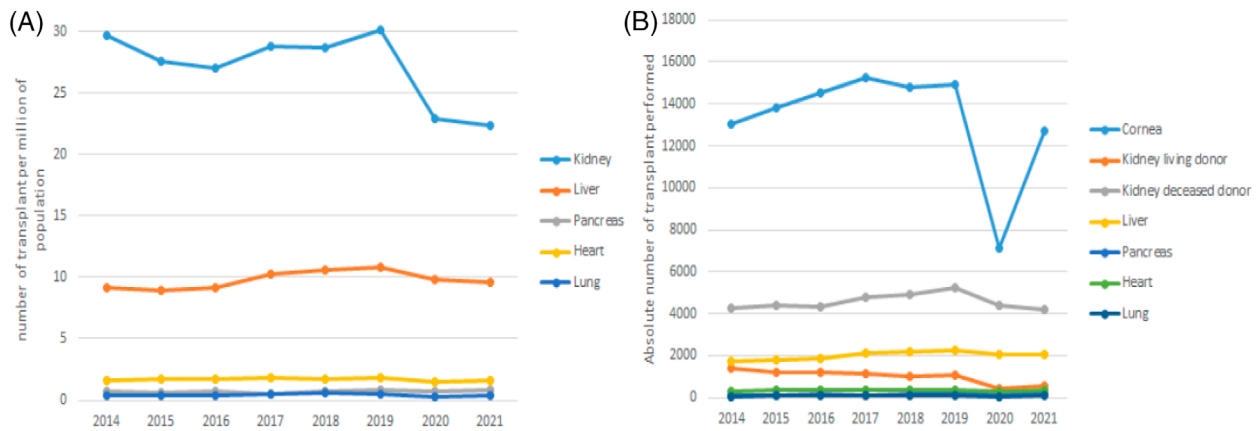 (A)
number of transplant per million of
population
30
25
20
15
10
5
0
2014 2015 2016 2017 2018 2019 2020 2021
Kidney
Liver
Pancreas
Heart
Lung
(B)
Absolute number of transplant performed
18000
16000
14000
12000
10000
8000
6000
4000
2000
0
2014 2015 2016 2017 2018 2019 2020 2021
Cornea
Kidney living donor
Kidney deceased donor
Liver
Pancreas
Heart
Lung